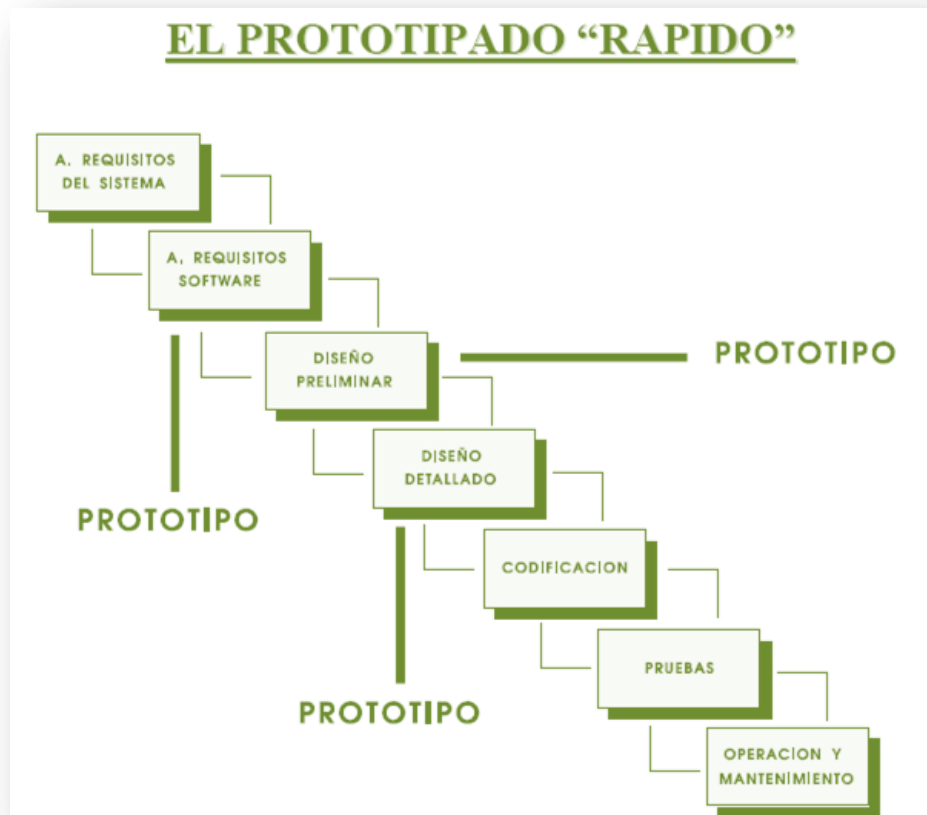 EL PROTOTIPADO “RAPIDO”
A. REQUISITOS
DEL SISTEMA
A. REQUISITOS
SOFTWARE
DISEÑO
PRELIMINAR
PROTOTIPO
DISEÑO
DETALLADO
PROTOTIPO
CODIFICACION
PRUEBAS
PROTOTIPO
OPERACION Y
MANTENIMIENTO